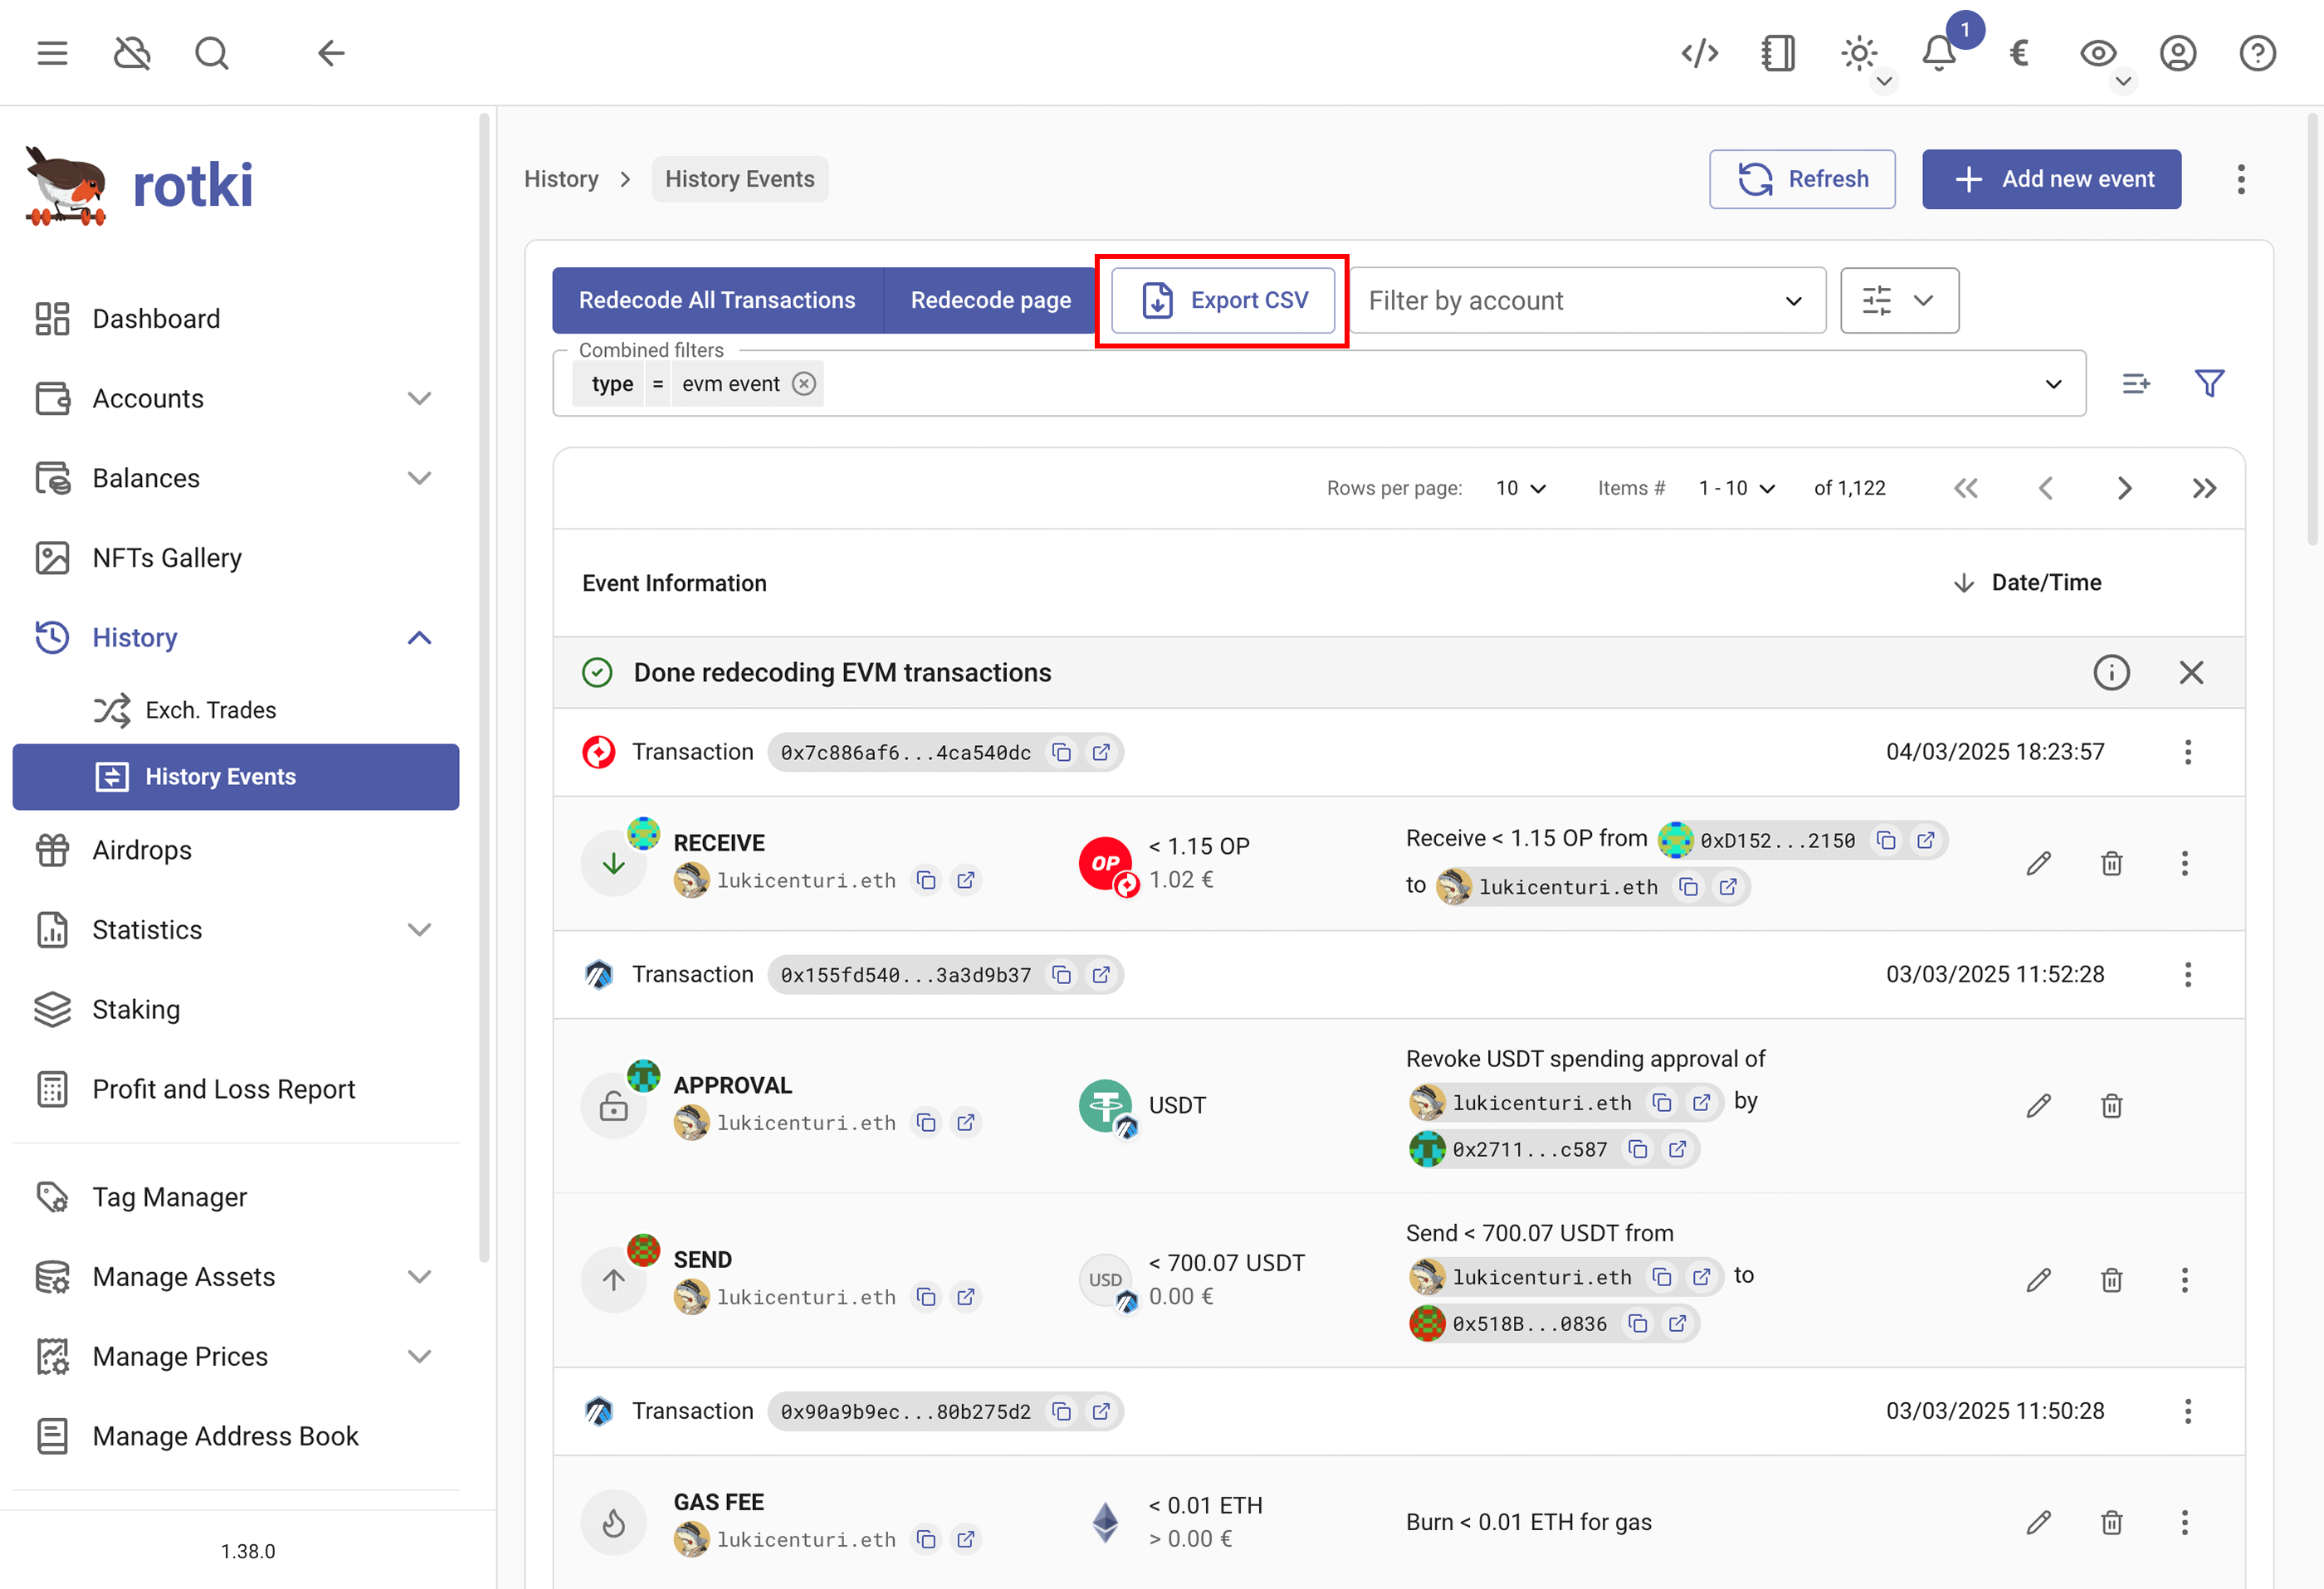 1
€
rotki
History > History Events
Refresh
Add new event
Redecode All Transactions
Redecode page
Export CSV
Filter by account
Combined filters
type = evm event
Dashboard
Accounts
Balances
NFTs Gallery
History
Exch. Trades
History Events
Airdrops
Statistics
Staking
Profit and Loss Report
Tag Manager
Manage Assets
Manage Prices
Manage Address Book
1.38.0
Rows per page: 10 Items # 1 - 10 of 1,122
Event Information Date/Time
Done redecoding EVM transactions
Transaction 0x7c886af6...4ca540dc 04/03/2025 18:23:57
RECEIVE
lukicenturi.eth
OP
< 1.15 OP
1.02 €
Receive < 1.15 OP from 0xD152...2150
to lukicenturi.eth
Transaction 0x155fd540...3a3d9b37 03/03/2025 11:52:28
APPROVAL
lukicenturi.eth
USDT
Revoke USDT spending approval of
lukicenturi.eth by
0x2711...c587
SEND
lukicenturi.eth
USD
< 700.07 USDT
0.00 €
Send < 700.07 USDT from
lukicenturi.eth to
0x518B...0836
Transaction 0x90a9b9ec...80b275d2 03/03/2025 11:50:28
GAS FEE
lukicenturi.eth
< 0.01 ETH
> 0.00 €
Burn < 0.01 ETH for gas